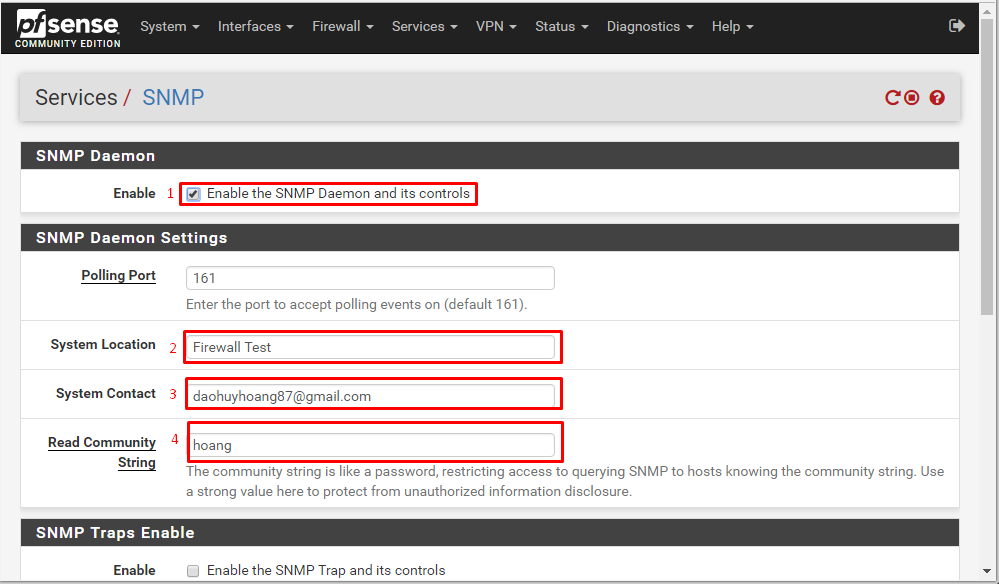 pfsense
COMMUNITY EDITION
System Interfaces Firewall Services VPN Status Diagnostics Help
Services / SNMP
SNMP Daemon
Enable 1 Enable the SNMP Daemon and its controls
SNMP Daemon Settings
Polling Port 161
Enter the port to accept polling events on (default 161).
System Location 2 Firewall Test
System Contact 3 daohuyhoang87@gmail.com
Read Community String 4 hoang
The community string is like a password, restricting access to querying SNMP to hosts knowing the community string. Use
a strong value here to protect from unauthorized information disclosure.
SNMP Traps Enable
Enable Enable the SNMP Trap and its controls